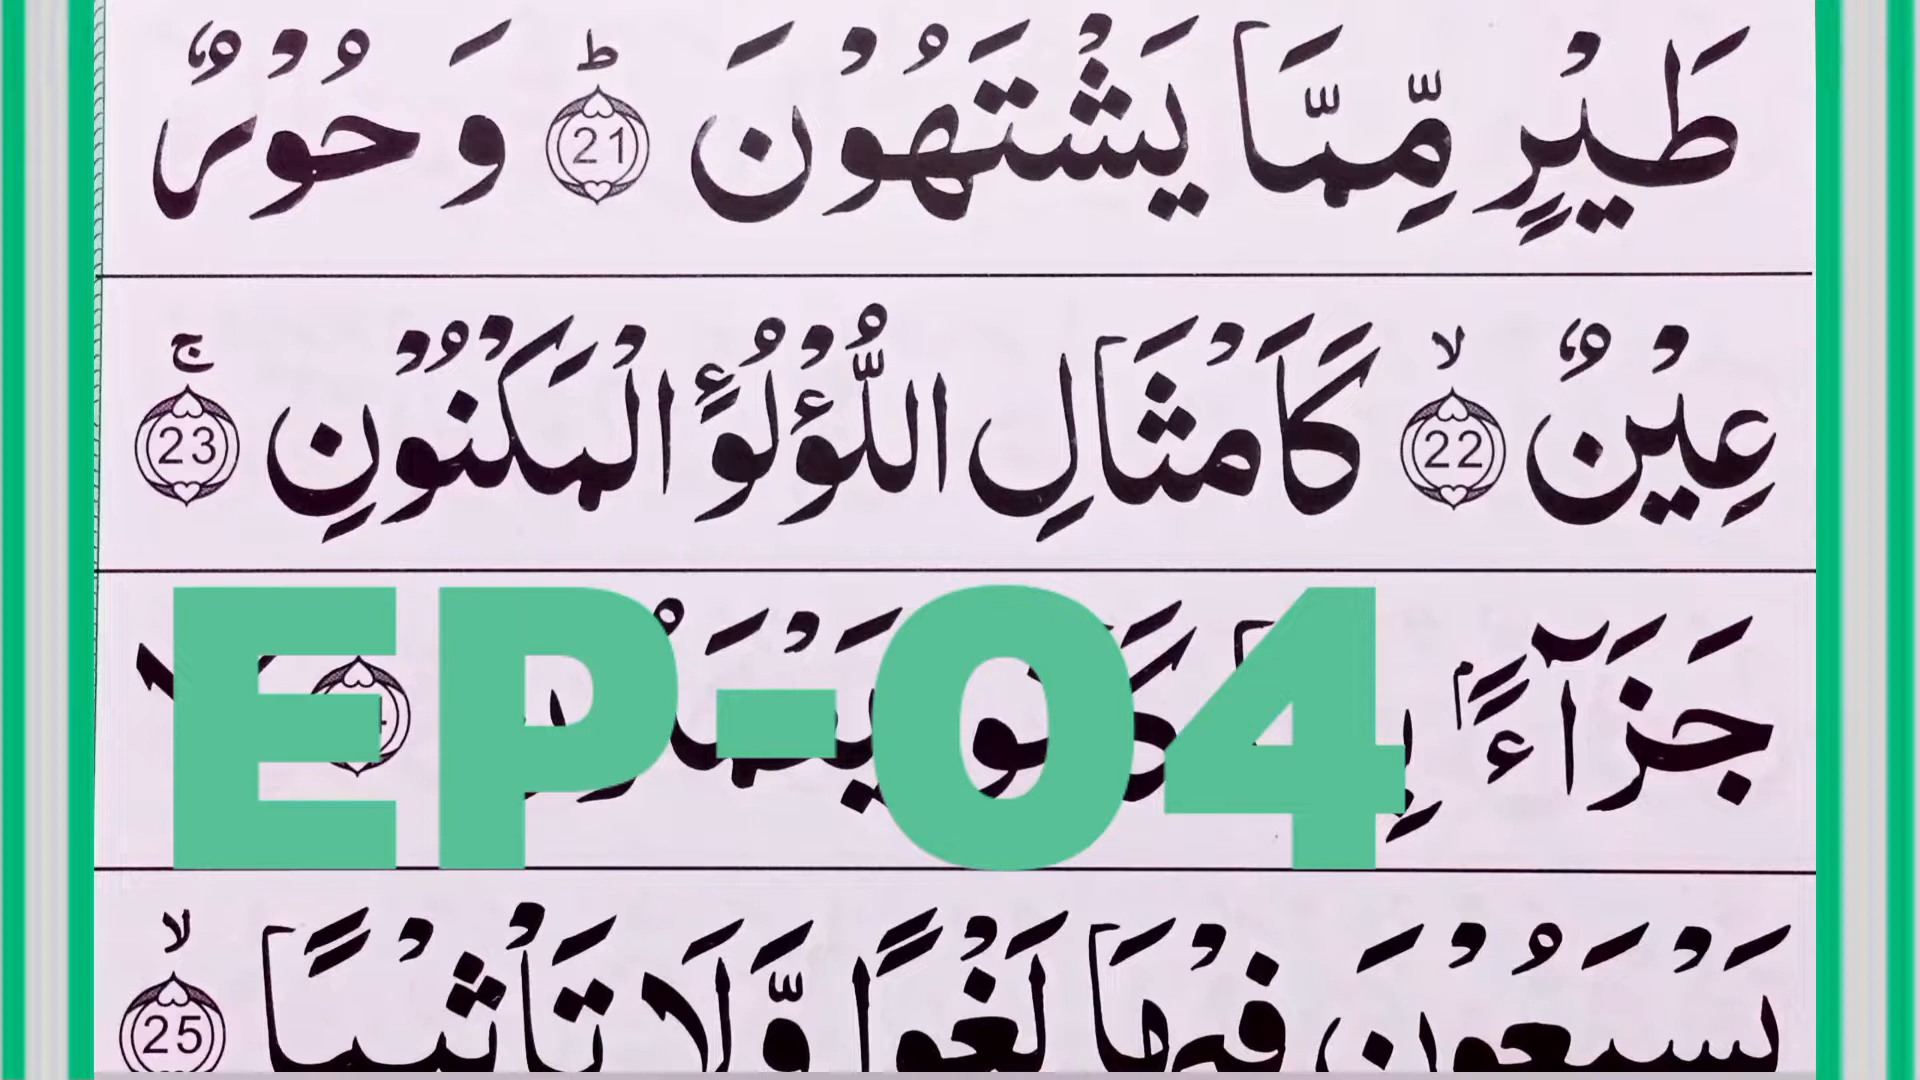 طَيْرٍ مِّمَّا يَشْتَهُوْنَ ؕ 21 وَ حُوْرٌ
عِيْنٌ ۙ 22 كَاَمْثَالِ اللُّؤْلُؤِ الْمَكْنُوْنِ ۚ 23
جَزَآءًۢ
EP-04
يَسْمَعُوْنَ فِيْهَا لَغْوًا وَّلَا تَاْثِيْمًا ۙ 25